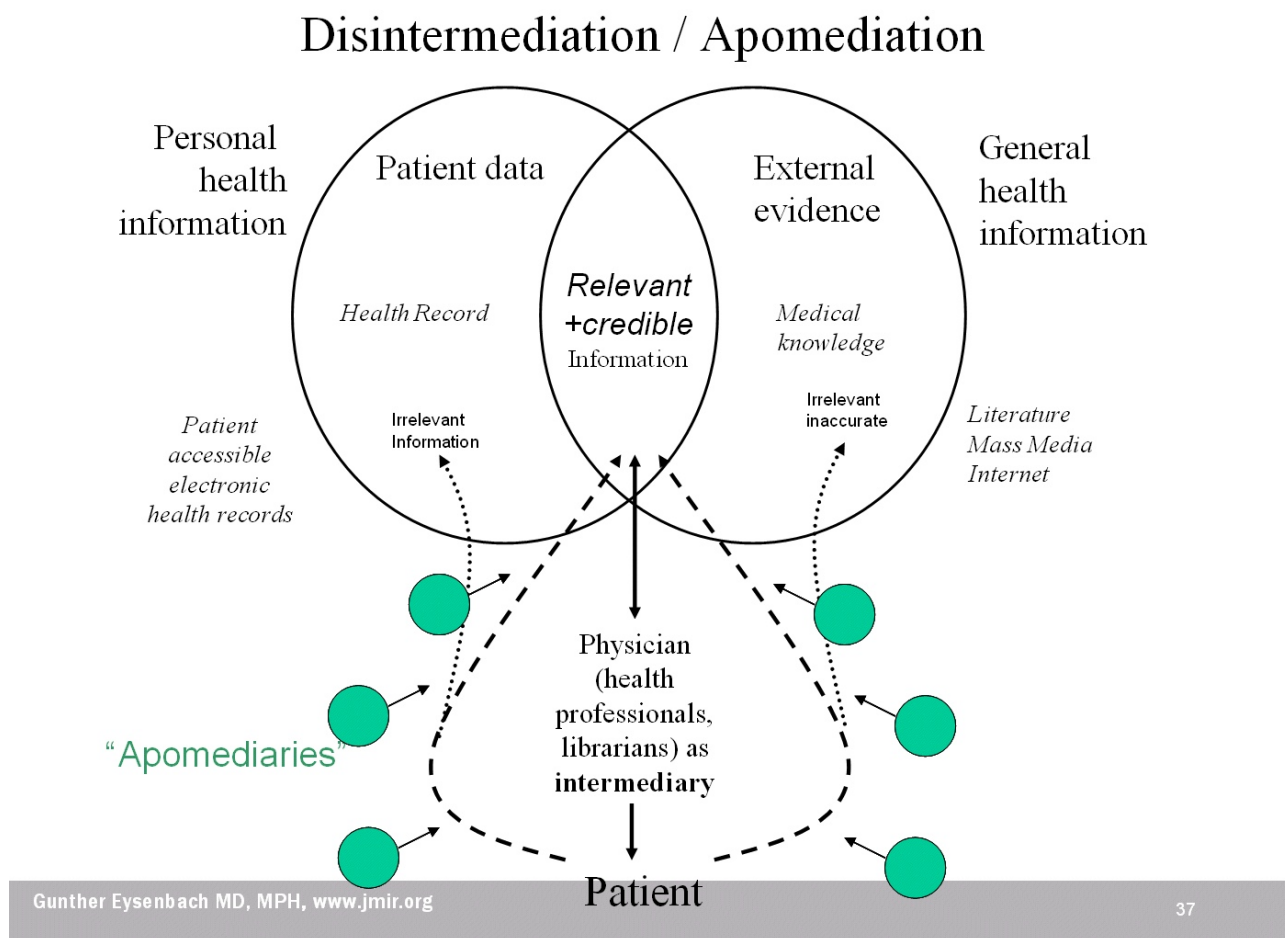 Disintermediation / Apomediation
Personal
health
information
Patient data
External
evidence
General
health
information
Health Record
Relevant
+credible
Information
Medical
knowledge
Irrelevant
Information
Irrelevant
inaccurate
Patient
accessible
electronic
health records
Literature
Mass Media
Internet
Physician
(health
professionals,
librarians) as
intermediary
“Apomediaries”
Patient
Gunther Eysenbach MD, MPH, www.jmir.org
37